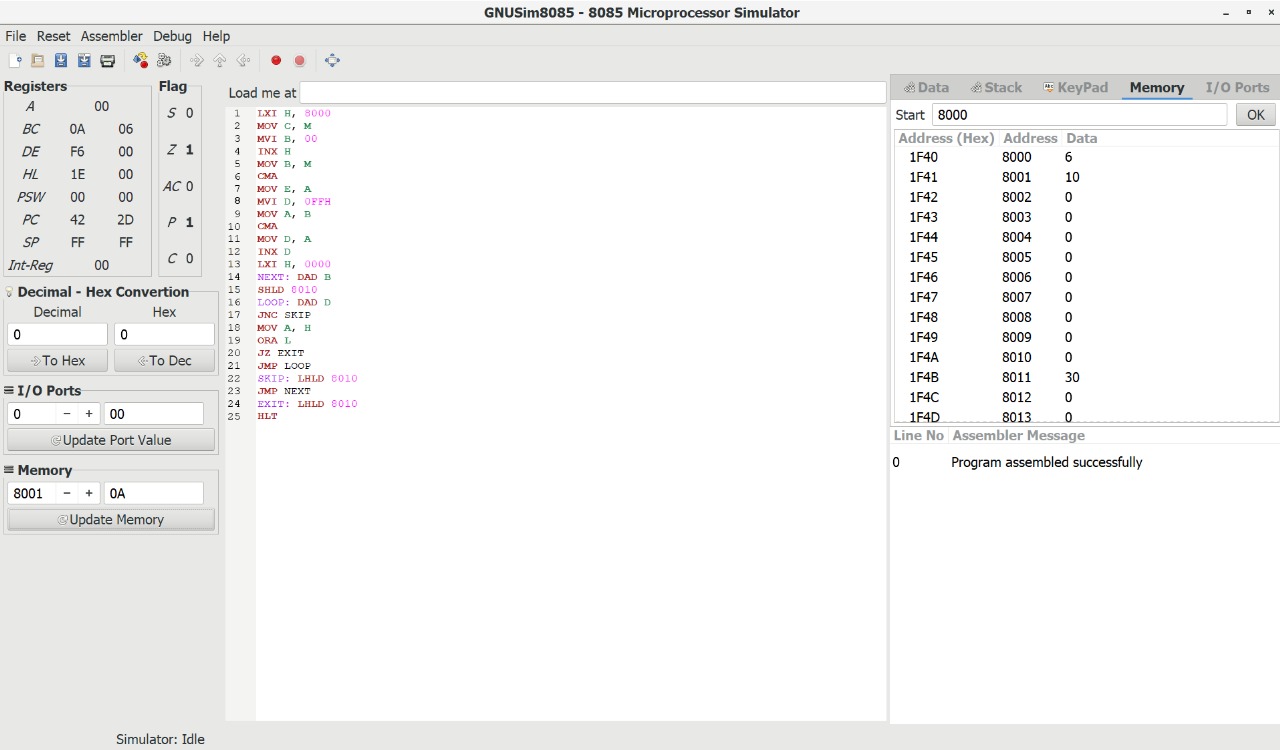 GNUSim8085 - 8085 Microprocessor Simulator
File Reset Assembler Debug Help
Registers
A 00
BC 0A 06
DE F6 00
HL 1E 00
PSW 00 00
PC 42 2D
SP FF FF
Int-Reg 00
Flag
S 0
Z 1
AC 0
P 1
C 0
Decimal - Hex Convertion
Decimal Hex
0 0
To Hex To Dec
I/O Ports
0 - + 00
Update Port Value
Memory
8001 - + 0A
Update Memory
Load me at
1 LXI H, 8000
2 MOV C, M
3 MVI B, 00
4 INX H
5 MOV B, M
6 CMA
7 MOV E, A
8 MVI D, 0FFH
9 MOV A, B
10 CMA
11 MOV D, A
12 INX D
13 LXI H, 0000
14 NEXT: DAD B
15 SHLD 8010
16 LOOP: DAD D
17 JNC SKIP
18 MOV A, H
19 ORA L
20 JZ EXIT
21 JMP LOOP
22 SKIP: LHLD 8010
23 JMP NEXT
24 EXIT: LHLD 8010
25 HLT
Data Stack KeyPad Memory I/O Ports
Start 8000 OK
Address (Hex) Address Data
1F40 8000 6
1F41 8001 10
1F42 8002 0
1F43 8003 0
1F44 8004 0
1F45 8005 0
1F46 8006 0
1F47 8007 0
1F48 8008 0
1F49 8009 0
1F4A 8010 0
1F4B 8011 30
1F4C 8012 0
1F4D 8013 0
Line No Assembler Message
0 Program assembled successfully
Simulator: Idle